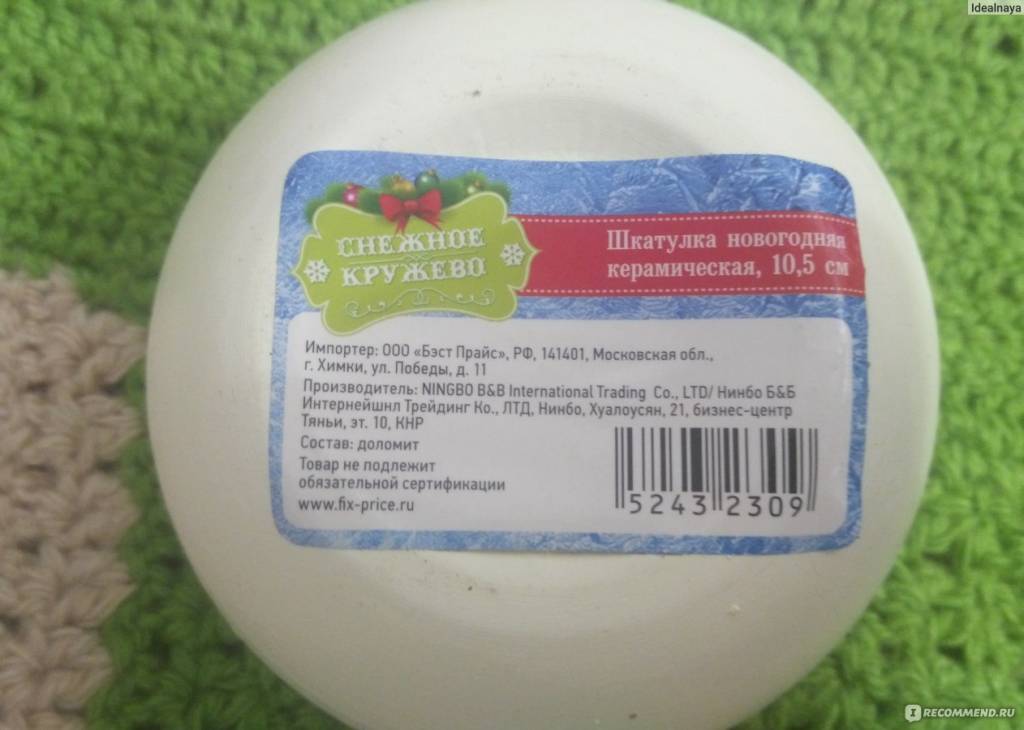 Idealnaya
СНЕЖНОЕ
КРУЖЕВО
Шкатулка новогодняя
керамическая, 10,5 см
Импортер: ООО «Бэст Прайс», РФ, 141401, Московская обл.,
г. Химки, ул. Победы, д. 11
Производитель: NINGBO B&B International Trading Co., LTD/ Нинбо Б&Б
Интернейшнл Трейдинг Ко., ЛТД, Нинбо, Хуалоусян, 21, бизнес-центр
Тяньи, эт. 10, КНР
Состав: доломит
Товар не подлежит
обязательной сертификации
www.fix-price.ru
5243 2309
I RECOMMEND.RU